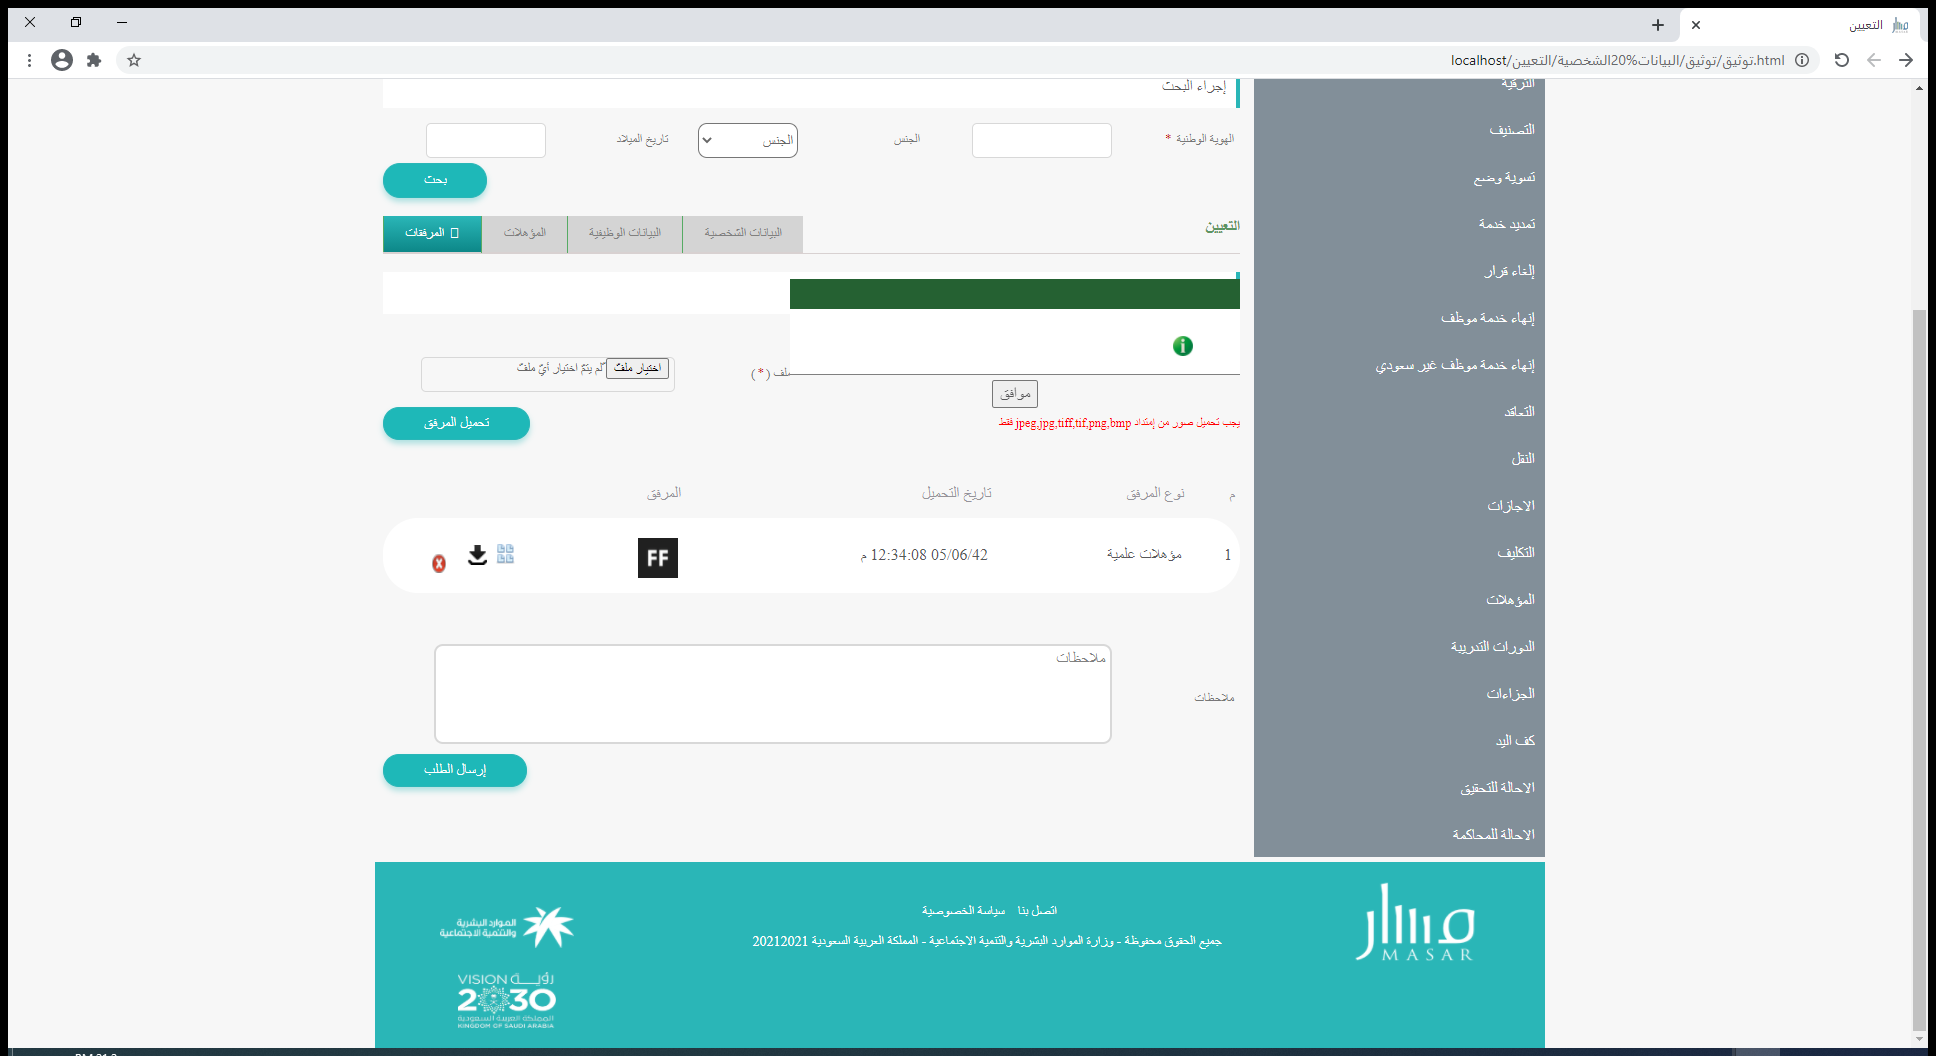 التعيين
localhost/التعيين/الشخصية%20البيانات/توثيق/توثيق.html
الترقية
التصنيف
تسوية وضع
تمديد خدمة
إلغاء قرار
إنهاء خدمة موظف
إنهاء خدمة موظف غير سعودي
التعاقد
النقل
الاجازات
التكليف
المؤهلات
الدورات التدريبة
الجزاءات
كف اليد
الاحالة للتحقيق
الاحالة للمحاكمة
إجراء البحث
الهوية الوطنية *
الجنس
الجنس
تاريخ الميلاد
بحث
التعيين
البيانات الشخصية
البيانات الوظيفية
المؤهلات
المرفقات
ملف (*)
اختيار ملف لم يتمّ اختيار أيّ ملف
موافق
يجب تحميل صور من إمتداد jpeg,jpg,tiff,tif,png,bmp فقط
تحميل المرفق
م نوع المرفق تاريخ التحميل المرفق
1 مؤهلات علمية 05/06/42 12:34:08 م FF
ملاحظات
ملاحظات
إرسال الطلب
مسار
MASAR
اتصل بنا سياسة الخصوصية
جميع الحقوق محفوظة - وزارة الموارد البشرية والتنمية الاجتماعية - المملكة العربية السعودية 20212021
الموارد البشرية
والتنمية الاجتماعية
VISION رؤيـــة
2030
المملكة العربية السعودية
KINGDOM OF SAUDI ARABIA